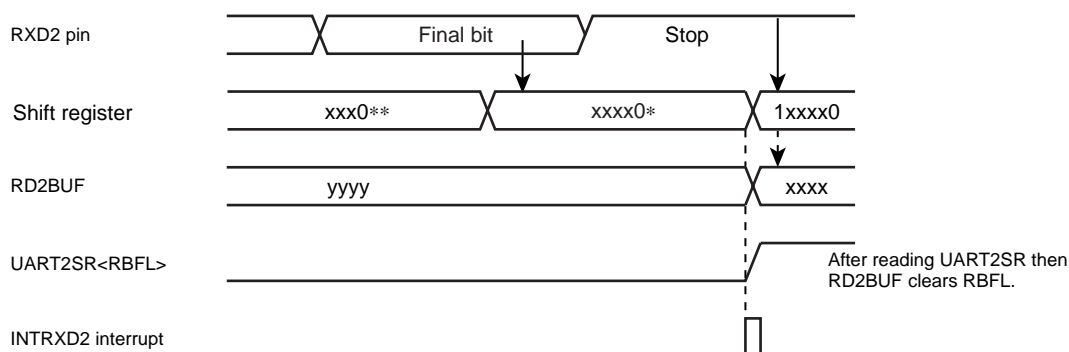 RXD2 pin
Final bit
Stop
Shift register
xxx0**
xxxx0*
1xxxx0
RD2BUF
yyyy
xxxx
UART2SR<RBFL>
After reading UART2SR then
RD2BUF clears RBFL.
INTRXD2 interrupt